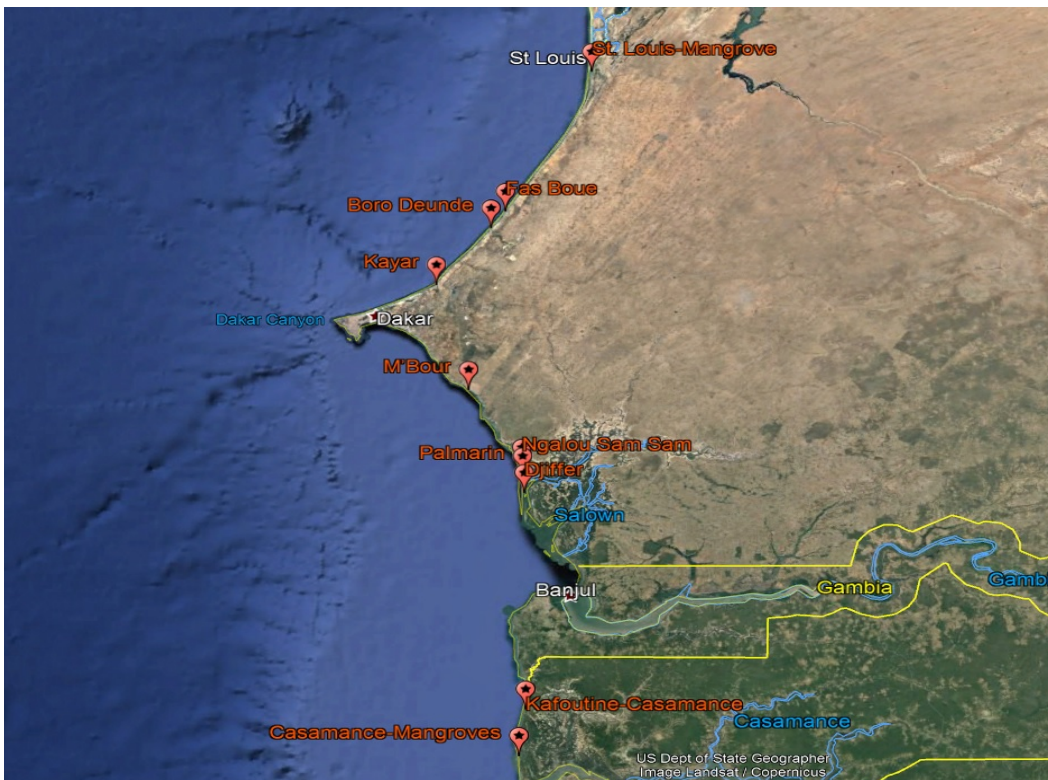 St Louis
St. Louis-Mangrove
Fas Boue
Boro Deunde
Kayar
Dakar Canyon
Dakar
M'Bour
Ngalou Sam Sam
Palmarin
Djiffer
Salown
Banjul
Gambia
Gambi
Kafoutine-Casamance
Casamance
Casamance-Mangroves
US Dept of State Geographer
Image Landsat / Copernicus